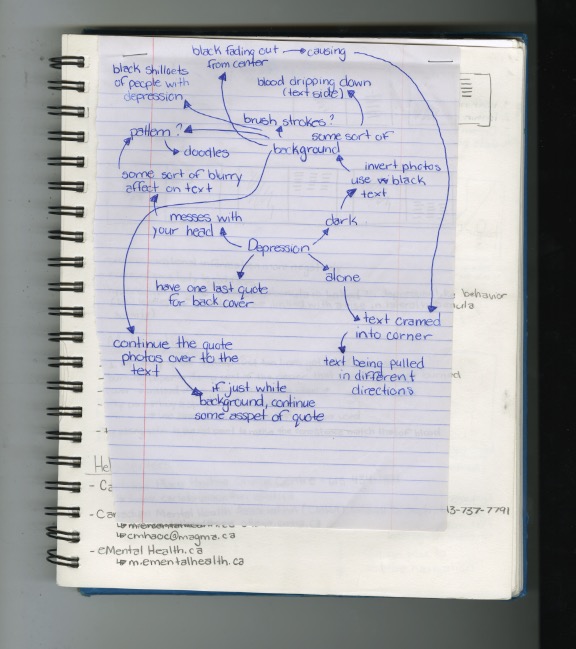 black fading out causing
from center
black shilloets
of people with
depression
blood dripping down
(text side)
brush strokes?
pattern?
some sort of
background
doodles
invert photos
use w black
text
some sort of blurry
affect on text
messes with
your head
dark
Depression
alone
have one last quote
for back cover
text cramed
into corner
continue the quote
photos over to the
text
text being pulled
in different
directions
if just white
background, continue
some asspet of quote
behavior
Hel
- Ca
- Ca
3-737-7791
cmhaoc@magma.ca
- eMental Health.ca
m.ementalhealth.ca